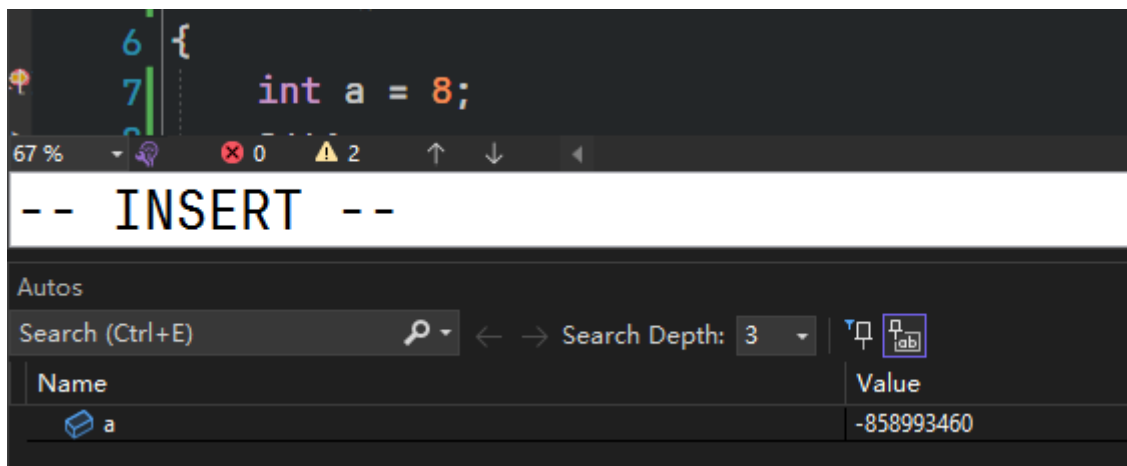 6 {
7 int a = 8;
67 % 0 2
-- INSERT --
Autos
Search (Ctrl+E) Search Depth: 3
Name Value
a -858993460